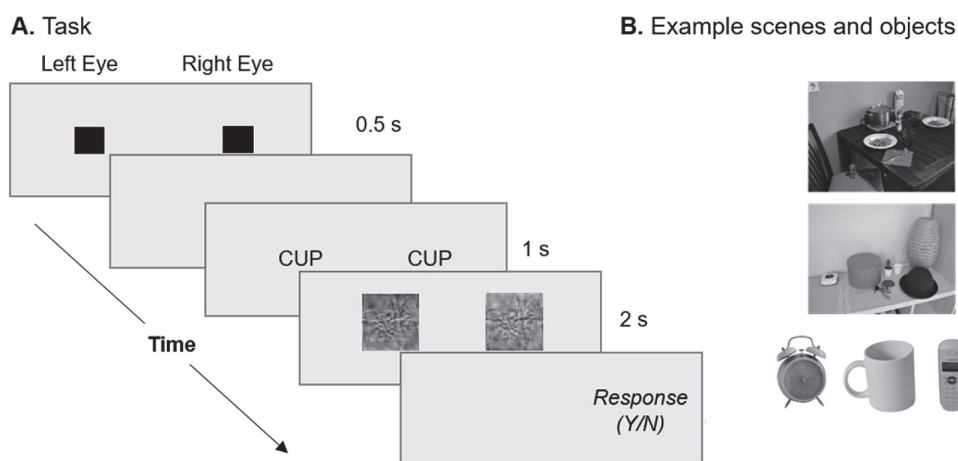 A. Task
Left Eye Right Eye
0.5 s
CUP CUP
1 s
2 s
Time
Response
(Y/N)
B. Example scenes and objects